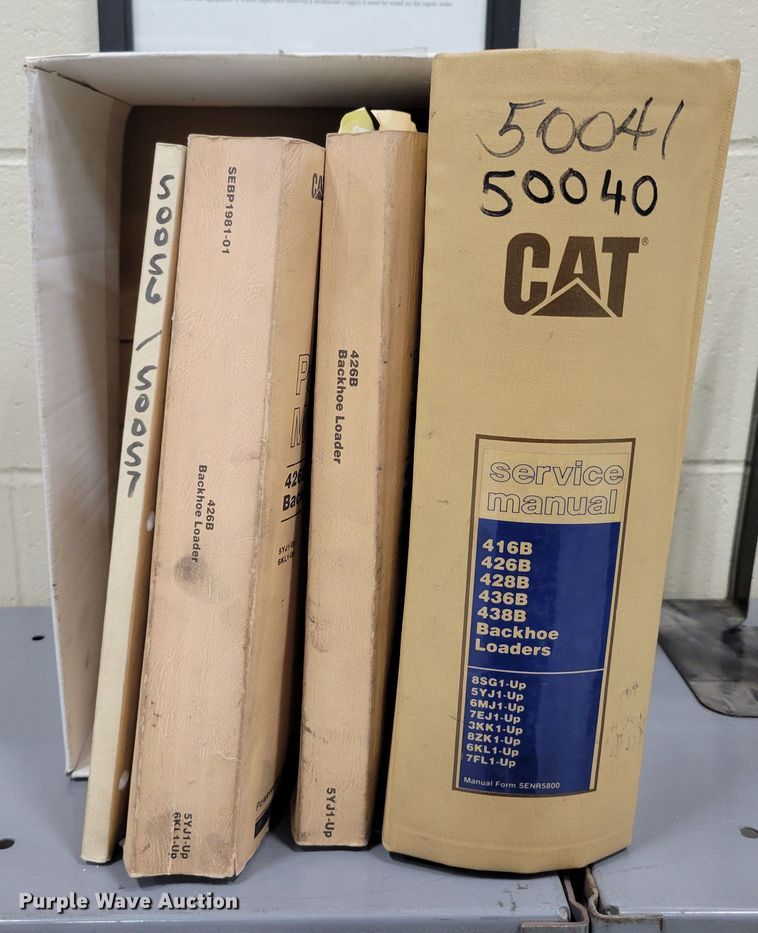 50056 / 50057
SEBP1981-01
426B
Backhoe Loader
5YJ1-Up
6KL1-Up
CAT
426B
Backhoe Loader
5YJ1-Up
50041
50040
CAT®
service
manual
416B
426B
428B
436B
438B
Backhoe
Loaders
8SG1-Up
5YJ1-Up
6MJ1-Up
7EJ1-Up
3KK1-Up
8ZK1-Up
6KL1-Up
7FL1-Up
Manual Form SENR5800
Purple Wave Auction